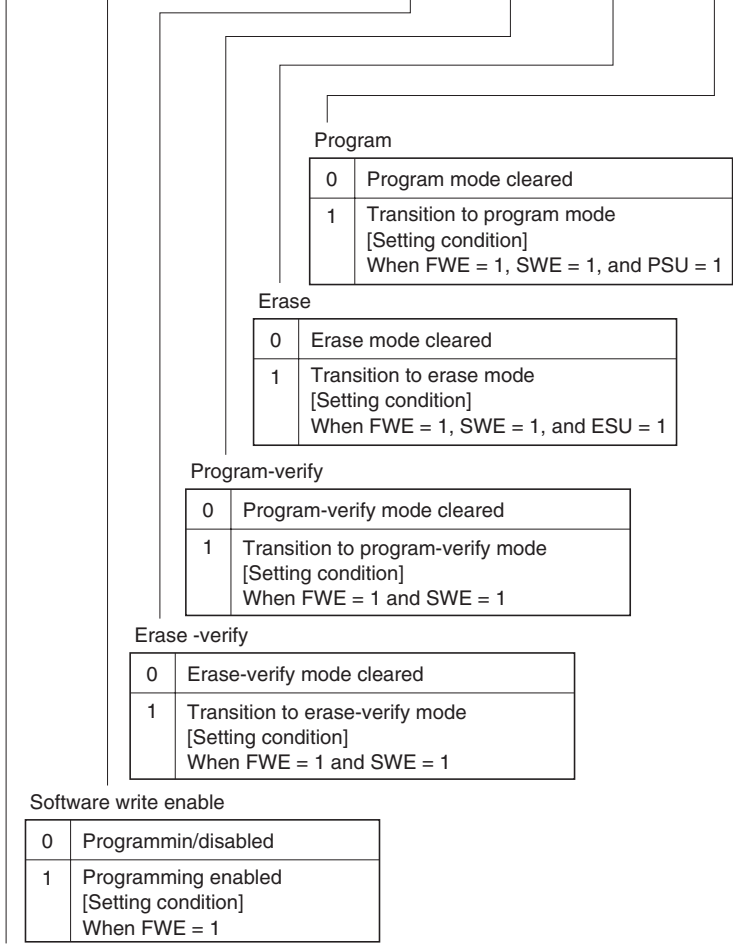 Program
0 Program mode cleared
1 Transition to program mode
[Setting condition]
When FWE = 1, SWE = 1, and PSU = 1
Erase
0 Erase mode cleared
1 Transition to erase mode
[Setting condition]
When FWE = 1, SWE = 1, and ESU = 1
Program-verify
0 Program-verify mode cleared
1 Transition to program-verify mode
[Setting condition]
When FWE = 1 and SWE = 1
Erase -verify
0 Erase-verify mode cleared
1 Transition to erase-verify mode
[Setting condition]
When FWE = 1 and SWE = 1
Software write enable
0 Programmin/disabled
1 Programming enabled
[Setting condition]
When FWE = 1